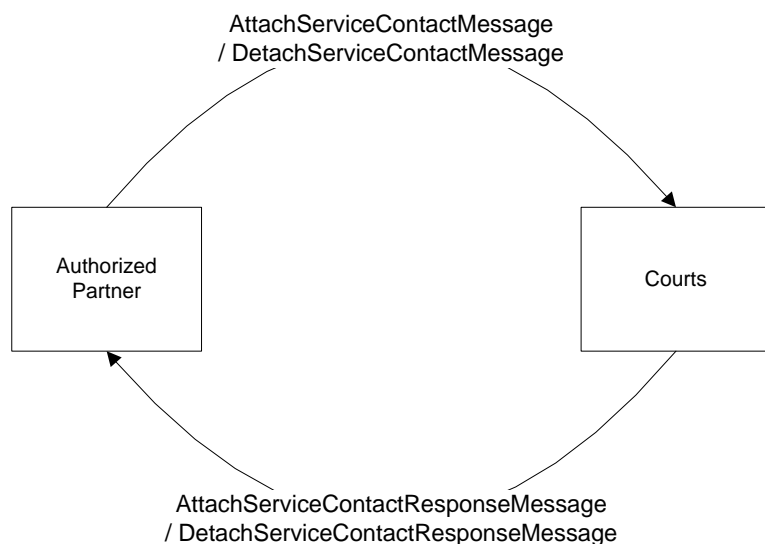 AttachServiceContactMessage
/ DetachServiceContactMessage
Authorized
Partner
Courts
AttachServiceContactResponseMessage
/ DetachServiceContactResponseMessage